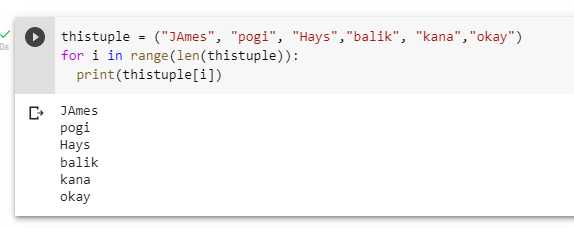 thistuple = ("JAmes", "pogi", "Hays","balik", "kana","okay")
for i in range(len(thistuple)):
  print(thistuple[i])
0s
JAmes
pogi
Hays
balik
kana
okay